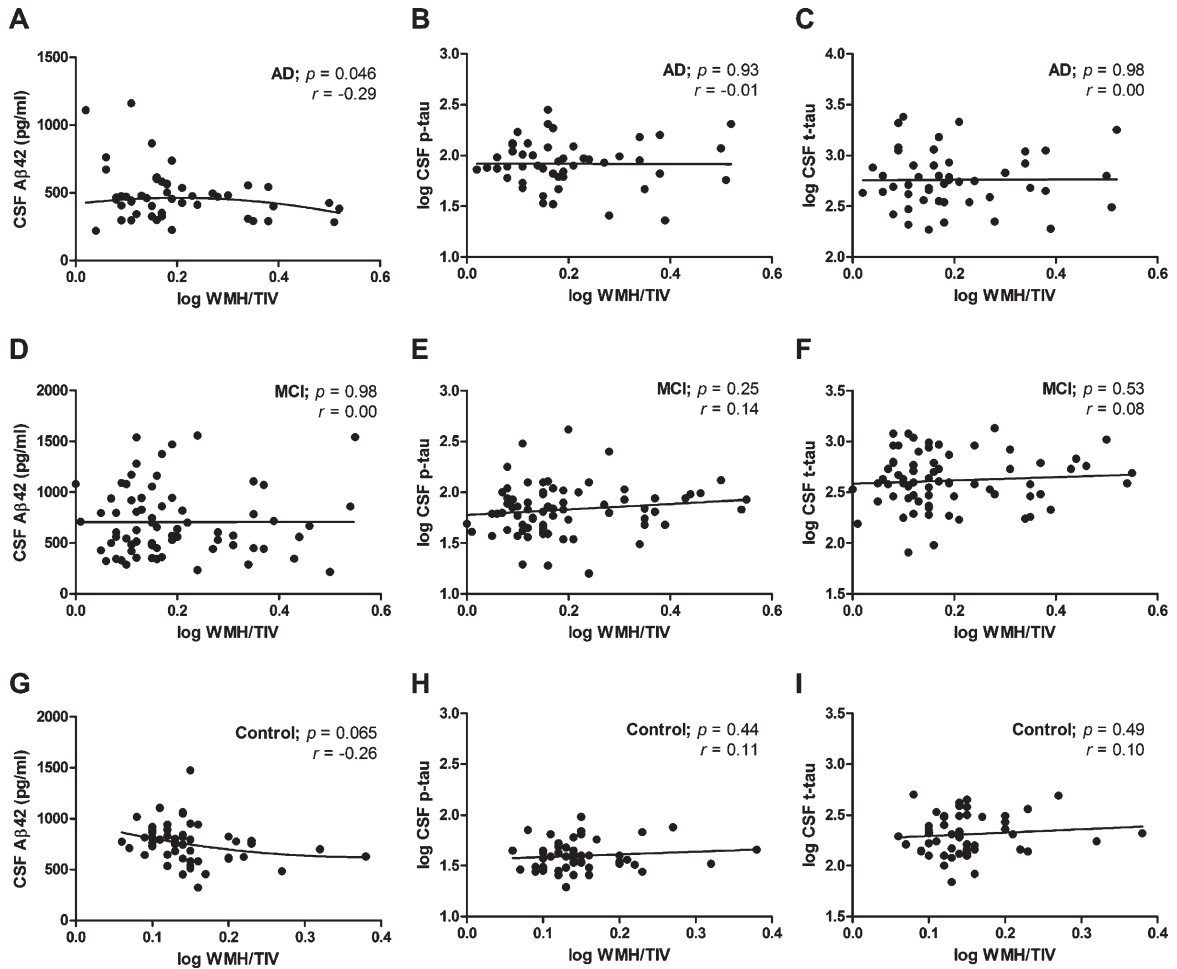 A
CSF Aβ42 (pg/ml)
1500
1000
500
0
0.0 0.2 0.4 0.6
log WMH/TIV
AD; p = 0.046
r = -0.29
B
log CSF p-tau
3.0
2.5
2.0
1.5
1.0
0.0 0.2 0.4 0.6
log WMH/TIV
AD; p = 0.93
r = -0.01
C
log CSF t-tau
4.0
3.5
3.0
2.5
2.0
0.0 0.2 0.4 0.6
log WMH/TIV
AD; p = 0.98
r = 0.00
D
CSF Aβ42 (pg/ml)
2000
1500
1000
500
0
0.0 0.2 0.4 0.6
log WMH/TIV
MCI; p = 0.98
r = 0.00
E
log CSF p-tau
3.0
2.5
2.0
1.5
1.0
0.0 0.2 0.4 0.6
log WMH/TIV
MCI; p = 0.25
r = 0.14
F
log CSF t-tau
3.5
3.0
2.5
2.0
1.5
0.0 0.2 0.4 0.6
log WMH/TIV
MCI; p = 0.53
r = 0.08
G
CSF Aβ42 (pg/ml)
2000
1500
1000
500
0
0.0 0.1 0.2 0.3 0.4
log WMH/TIV
Control; p = 0.065
r = -0.26
H
log CSF p-tau
3.0
2.5
2.0
1.5
1.0
0.0 0.1 0.2 0.3 0.4
log WMH/TIV
Control; p = 0.44
r = 0.11
I
log CSF t-tau
3.5
3.0
2.5
2.0
1.5
0.0 0.1 0.2 0.3 0.4
log WMH/TIV
Control; p = 0.49
r = 0.10